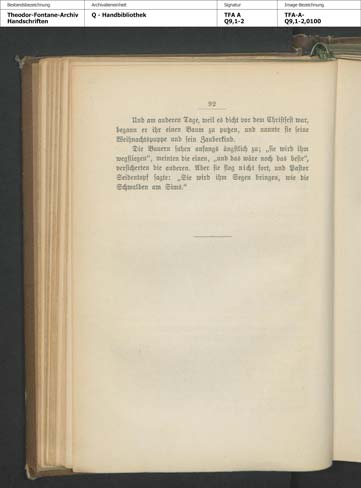 Bestandsbezeichnung
Archivalieneinheit
Signatur
Image-Bezeichnung
Theodor-Fontane-Archiv
Handschriften
Q - Handbibliothek
TFA A
Q9,1-2
TFA-A-
Q9,1-2,0100
92
Und am anderen Tage, weil es dicht vor dem Christfest war,
begann er ihr einen Baum zu putzen, und nannte sie seine
Weihnachtspuppe und sein Zauberkind.
Die Bauern sahen anfangs ängstlich zu; „sie wird ihm
wegfliegen“, meinten die einen, „und das wäre noch das beste“,
versicherten die anderen. Aber sie flog nicht fort, und Pastor
Seidentopf sagte: „Sie wird ihm Segen bringen, wie die
Schwalben am Sims.“